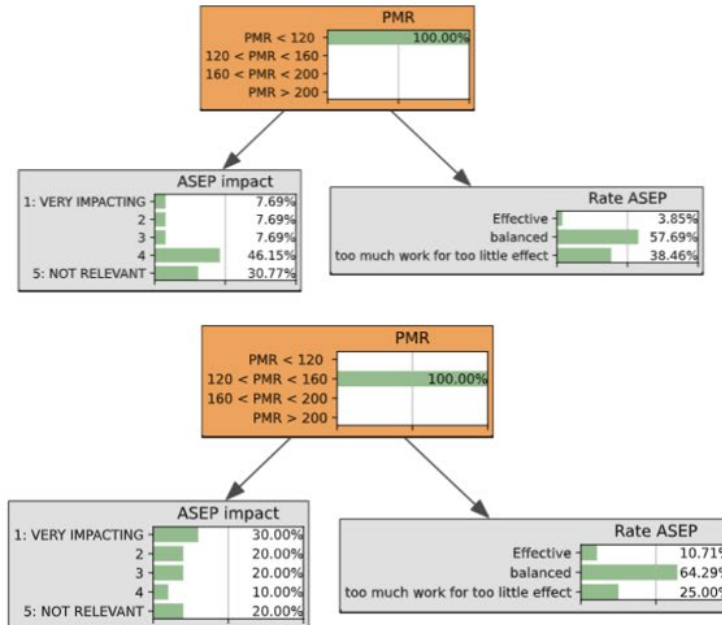 PMR
PMR < 120 100.00%
120 < PMR < 160
160 < PMR < 200
PMR > 200
ASEP impact
1: VERY IMPACTING 7.69%
2 7.69%
3 7.69%
4 46.15%
5: NOT RELEVANT 30.77%
Rate ASEP
Effective 3.85%
balanced 57.69%
too much work for too little effect 38.46%
PMR
PMR < 120
120 < PMR < 160 100.00%
160 < PMR < 200
PMR > 200
ASEP impact
1: VERY IMPACTING 30.00%
2 20.00%
3 20.00%
4 10.00%
5: NOT RELEVANT 20.00%
Rate ASEP
Effective 10.71%
balanced 64.29%
too much work for too little effect 25.00%